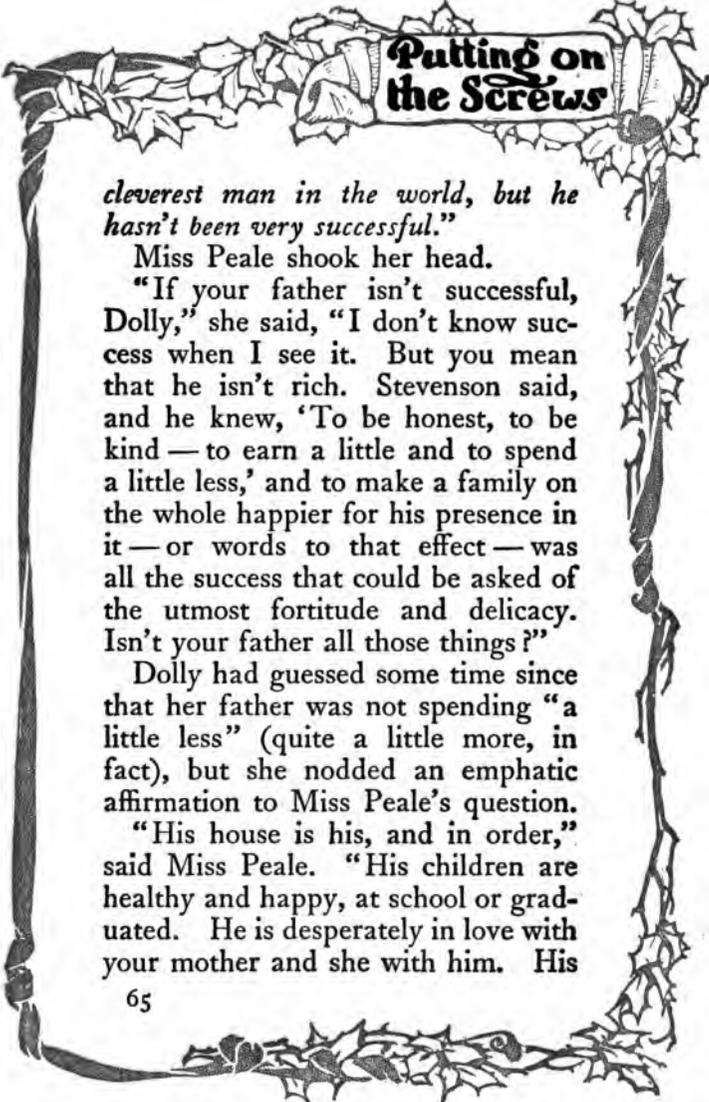 Putting on
the Screws
cleverest man in the world, but he
hasn't been very successful."
Miss Peale shook her head.
"If your father isn't successful,
Dolly," she said, "I don't know suc-
cess when I see it. But you mean
that he isn't rich. Stevenson said,
and he knew, 'To be honest, to be
kind — to earn a little and to spend
a little less,' and to make a family on
the whole happier for his presence in
it — or words to that effect — was
all the success that could be asked of
the utmost fortitude and delicacy.
Isn't your father all those things?"
Dolly had guessed some time since
that her father was not spending "a
little less" (quite a little more, in
fact), but she nodded an emphatic
affirmation to Miss Peale's question.
"His house is his, and in order,"
said Miss Peale. "His children are
healthy and happy, at school or grad-
uated. He is desperately in love with
your mother and she with him. His
65